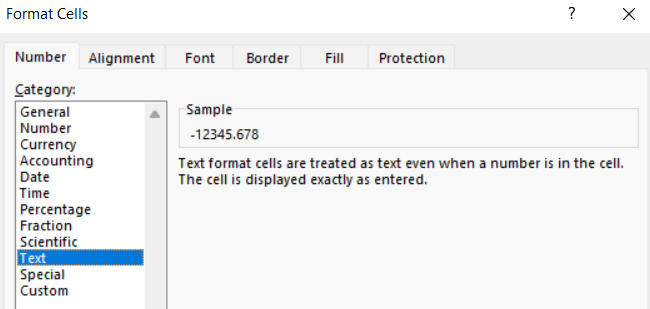 Format Cells ? ✕
Number Alignment Font Border Fill Protection
Category:
General
Number
Currency
Accounting
Date
Time
Percentage
Fraction
Scientific
Text
Special
Custom
Sample
-12345.678
Text format cells are treated as text even when a number is in the cell.
The cell is displayed exactly as entered.